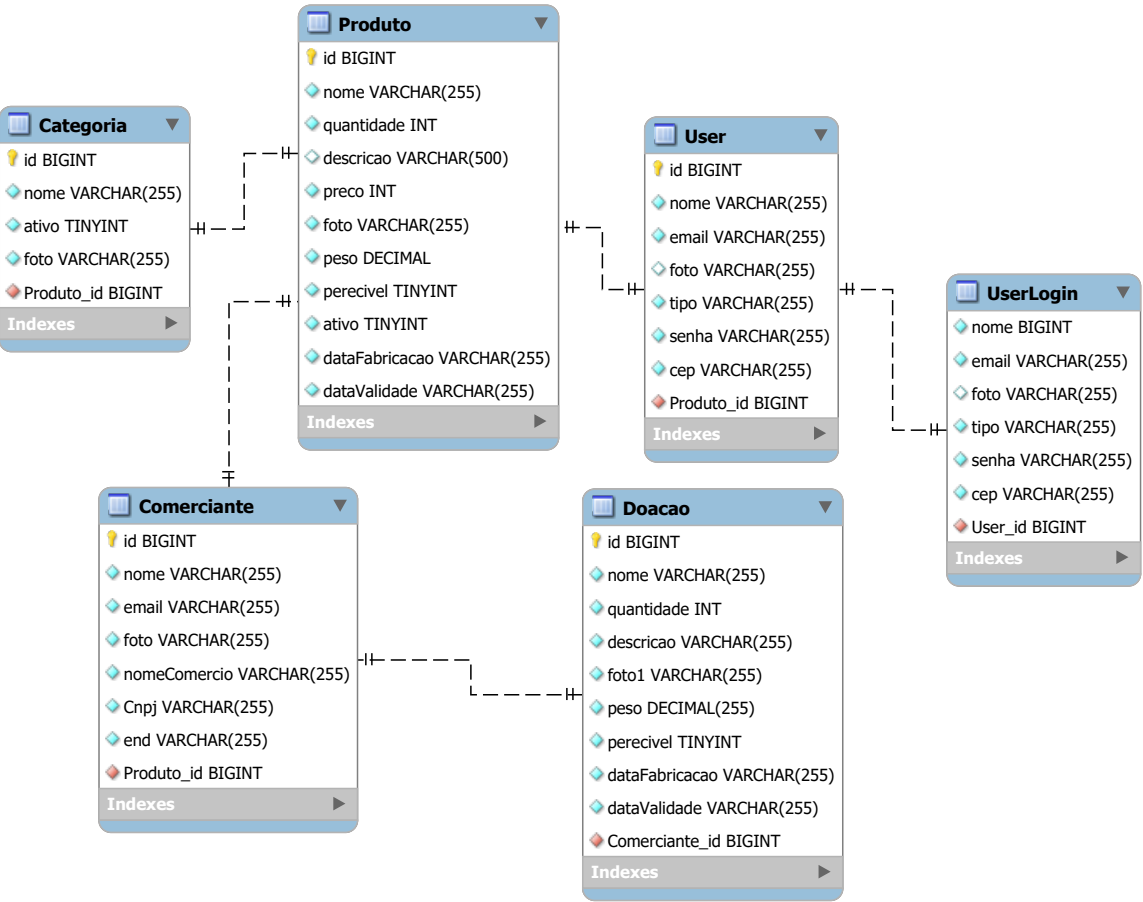 Produto
id BIGINT
nome VARCHAR(255)
quantidade INT
descricao VARCHAR(500)
preco INT
foto VARCHAR(255)
peso DECIMAL
perecivel TINYINT
ativo TINYINT
dataFabricacao VARCHAR(255)
dataValidade VARCHAR(255)
Indexes
Categoria
id BIGINT
nome VARCHAR(255)
ativo TINYINT
foto VARCHAR(255)
Produto_id BIGINT
Indexes
User
id BIGINT
nome VARCHAR(255)
email VARCHAR(255)
foto VARCHAR(255)
tipo VARCHAR(255)
senha VARCHAR(255)
cep VARCHAR(255)
Produto_id BIGINT
Indexes
UserLogin
nome BIGINT
email VARCHAR(255)
foto VARCHAR(255)
tipo VARCHAR(255)
senha VARCHAR(255)
cep VARCHAR(255)
User_id BIGINT
Indexes
Comerciante
id BIGINT
nome VARCHAR(255)
email VARCHAR(255)
foto VARCHAR(255)
nomeComercio VARCHAR(255)
Cnpj VARCHAR(255)
end VARCHAR(255)
Produto_id BIGINT
Indexes
Doacao
id BIGINT
nome VARCHAR(255)
quantidade INT
descricao VARCHAR(255)
foto1 VARCHAR(255)
peso DECIMAL(255)
perecivel TINYINT
dataFabricacao VARCHAR(255)
dataValidade VARCHAR(255)
Comerciante_id BIGINT
Indexes